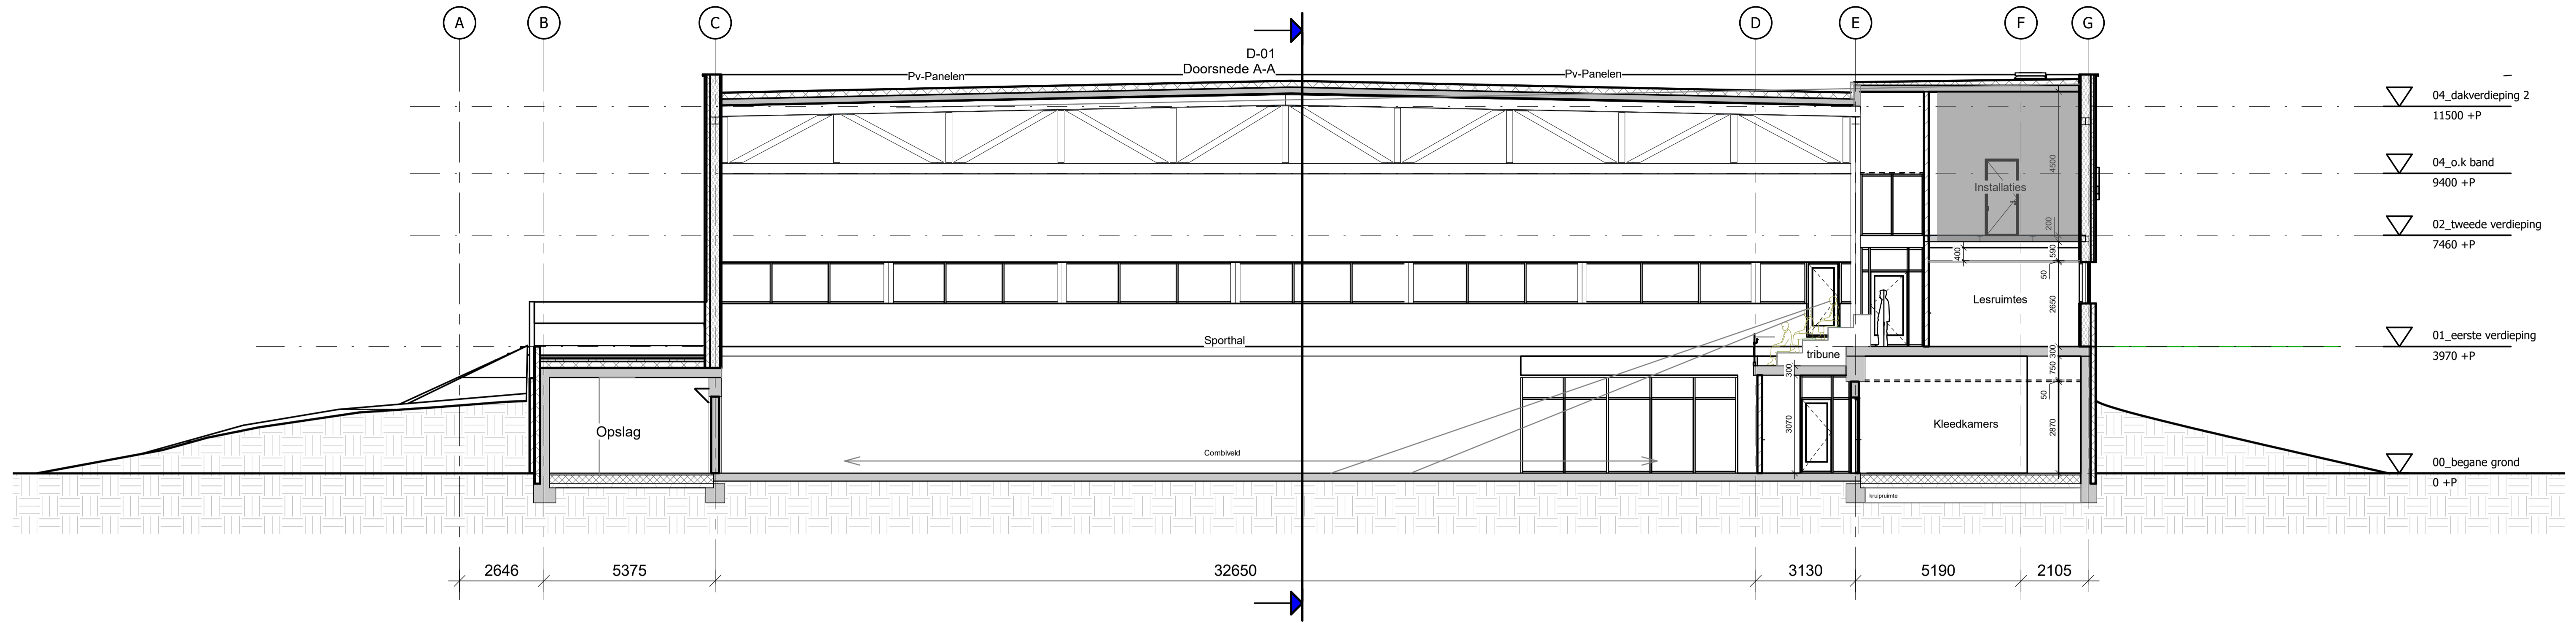 A
B
C
D
E
F
G
D-01
Doorsnede A-A
Pv-Panelen
Pv-Panelen
04_dakverdieping 2
11500 +P
04_o.k band
9400 +P
4500
Installaties
200
02_tweede verdieping
7460 +P
400
590
50
Lesruimtes
2650
Sporthal
01_eerste verdieping
3970 +P
tribune
300
300
750
50
Opslag
3070
Kleedkamers
2870
Combiveld
00_begane grond
0 +P
kruipruimte
2646
5375
32650
3130
5190
2105